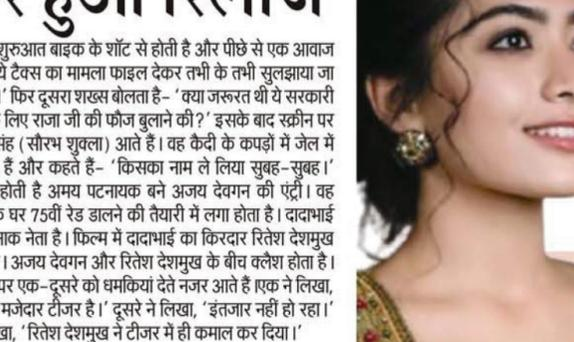 हुआ रिलीज
शुरुआत बाइक के शॉट से होती है और पीछे से एक आवाज
ये टैक्स का मामला फाइल देकर तभी के तभी सुलझाया जा
।' फिर दूसरा शख्स बोलता है- 'क्या जरूरत थी ये सरकारी
लिए राजा जी की फौज बुलाने की?' इसके बाद स्क्रीन पर
(सौरभ शुक्ला) आते हैं। वह कैदी के कपड़ों में जेल में
हैं और कहते हैं- 'किसका नाम ले लिया सुबह-सुबह।'
होती है अमय पटनायक बने अजय देवगन की एंट्री। वह
घर 75वीं रेड डालने की तैयारी में लगा होता है। दादाभाई
नेता है। फिल्म में दादाभाई का किरदार रितेश देशमुख
। अजय देवगन और रितेश देशमुख के बीच क्लैश होता है।
पर एक-दूसरे को धमकियां देते नजर आते हैं।एक ने लिखा,
मजेदार टीजर है।' दूसरे ने लिखा, 'इंतजार नहीं हो रहा।'
'रितेश देशमुख ने टीजर में ही कमाल कर दिया।'